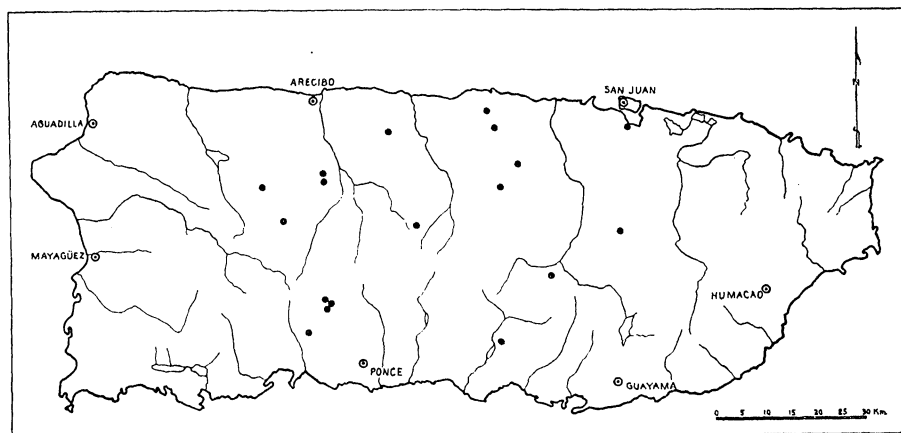 ARECIBO
SAN JUAN
AGUADILLA
N
MAYAGÜEZ
HUMACAO
PONCE
GUAYAMA
0 5 10 15 20 25 30 Km.